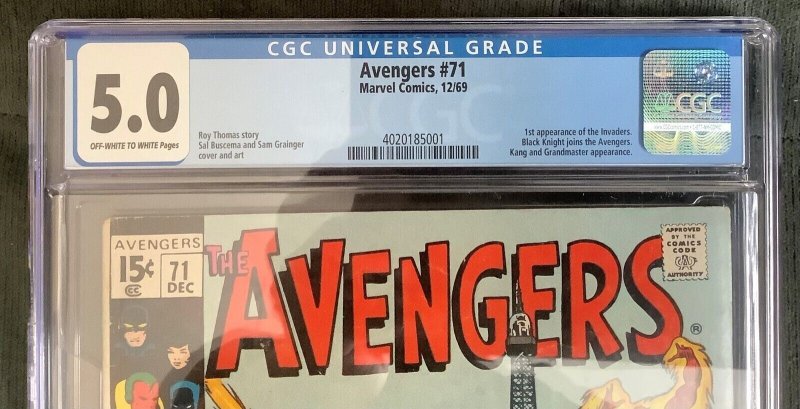 CGC UNIVERSAL GRADE
5.0
OFF-WHITE TO WHITE Pages
Avengers #71
Marvel Comics, 12/69
Roy Thomas story
Sal Buscema and Sam Grainger
cover and art
4020185001
1st appearance of the Invaders.
Black Knight joins the Avengers.
Kang and Grandmaster appearance.
CGC
AVENGERS
15¢
71
DEC
CC
THE AVENGERS
®
APPROVED
BY THE
COMICS
CODE
AUTHORITY